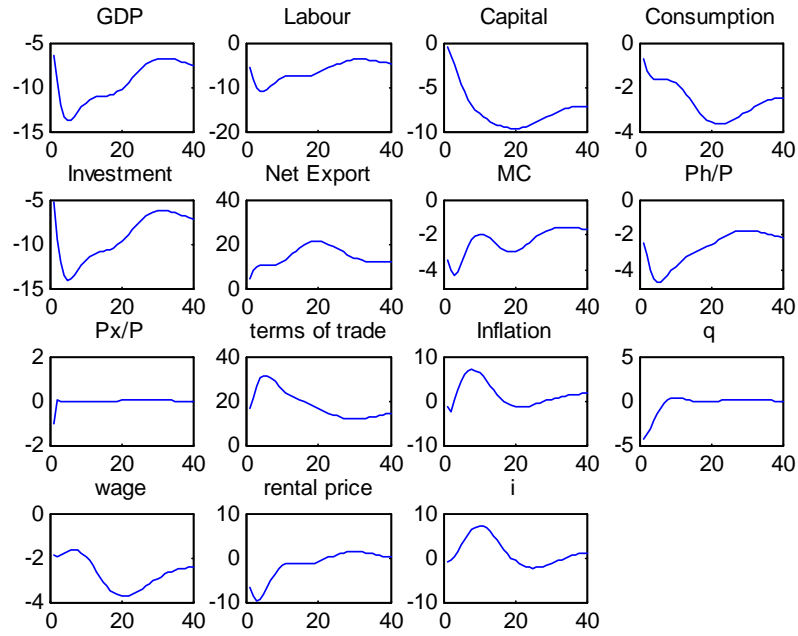 GDP Labour Capital Consumption
-5 0 0 0
-10 -10 -5 -2
-15 -20 -10 -4
0 20 40 0 20 40 0 20 40 0 20 40
Investment Net Export MC Ph/P
-5 40 0 0
-10 20 -2 -2
-4 -4
-15 0
0 20 40 0 20 40 0 20 40 0 20 40
Px/P terms of trade Inflation q
2 40 10 5
0 20 0 0
-2 0 -10 -5
0 20 40 0 20 40 0 20 40 0 20 40
wage rental price i
0 10 10
-2 0 0
-4 -10 -10
0 20 40 0 20 40 0 20 40